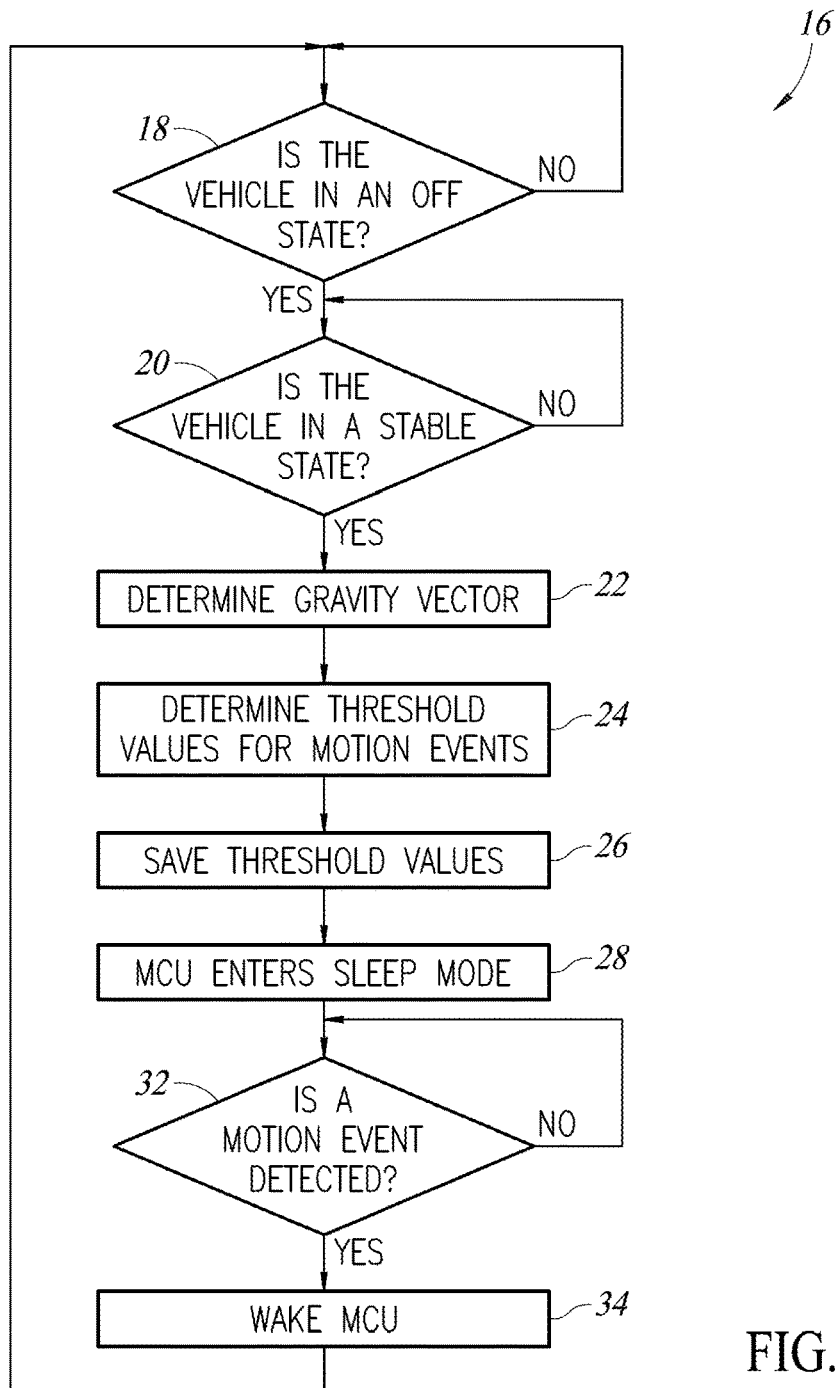 16
18
IS THE
VEHICLE IN AN OFF
STATE?
NO
YES
20
IS THE
VEHICLE IN A STABLE
STATE?
NO
YES
DETERMINE GRAVITY VECTOR
22
DETERMINE THRESHOLD
VALUES FOR MOTION EVENTS
24
SAVE THRESHOLD VALUES
26
MCU ENTERS SLEEP MODE
28
32
IS A
MOTION EVENT
DETECTED?
NO
YES
WAKE MCU
34
FIG.